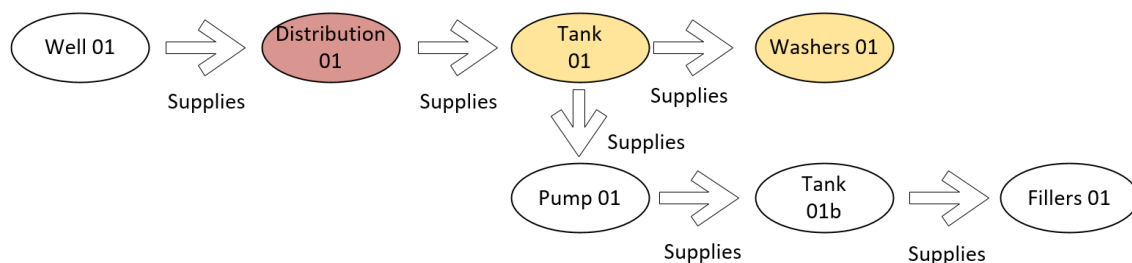 Well 01
Distribution
01
Tank
01
Washers 01
Supplies
Supplies
Supplies
Supplies
Pump 01
Tank
01b
Fillers 01
Supplies
Supplies